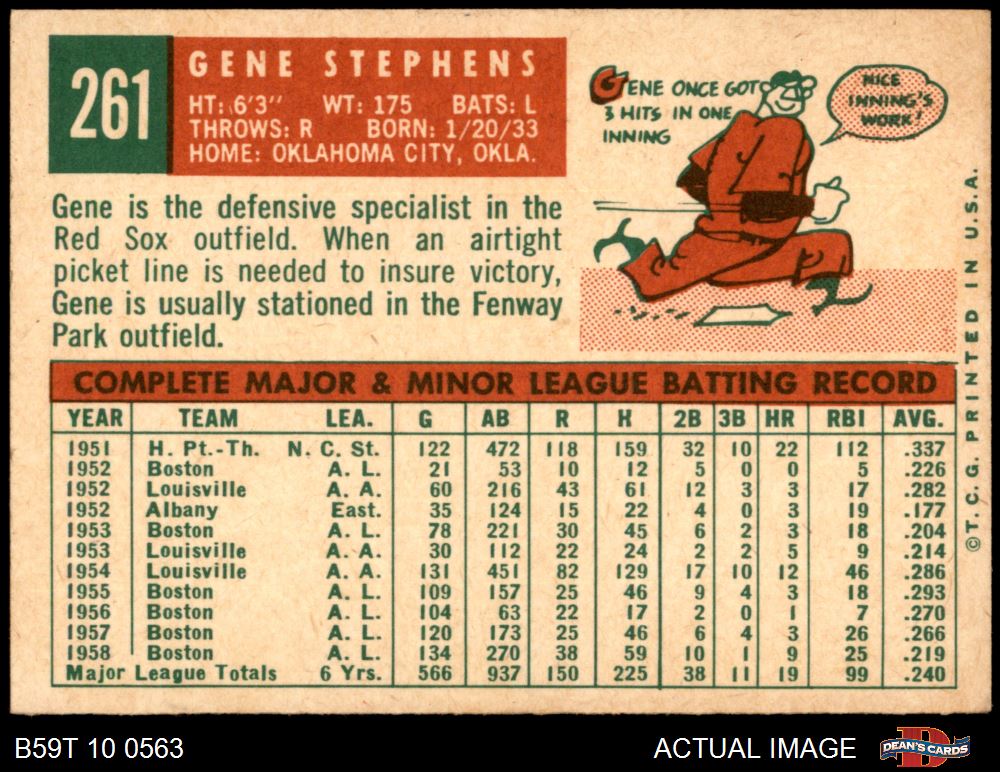 261
GENE STEPHENS
HT: 6'3" WT: 175 BATS: L
THROWS: R BORN: 1/20/33
HOME: OKLAHOMA CITY, OKLA.
GENE ONCE GOT
3 HITS IN ONE
INNING
NICE
INNING'S
WORK!
Gene is the defensive specialist in the
Red Sox outfield. When an airtight
picket line is needed to insure victory,
Gene is usually stationed in the Fenway
Park outfield.
COMPLETE MAJOR & MINOR LEAGUE BATTING RECORD
YEAR TEAM LEA. G AB R H 2B 3B HR RBI AVG.
1951 H. Pt.-Th. N. C. St. 122 472 118 159 32 10 22 112 .337
1952 Boston A. L. 21 53 10 12 5 0 0 5 .226
1952 Louisville A. A. 60 216 43 61 12 3 3 17 .282
1952 Albany East. 35 124 15 22 4 0 3 19 .177
1953 Boston A. L. 78 221 30 45 6 2 3 18 .204
1953 Louisville A. A. 30 112 22 24 2 2 5 9 .214
1954 Louisville A. A. 131 451 82 129 17 10 12 46 .286
1955 Boston A. L. 109 157 25 46 9 4 3 18 .293
1956 Boston A. L. 104 63 22 17 2 0 1 7 .270
1957 Boston A. L. 120 173 25 46 6 4 3 26 .266
1958 Boston A. L. 134 270 38 59 10 1 9 25 .219
Major League Totals 6 Yrs. 566 937 150 225 38 11 19 99 .240
©T. C. G. PRINTED IN U.S.A.
B59T 10 0563
ACTUAL IMAGE
DEAN'S CARDS